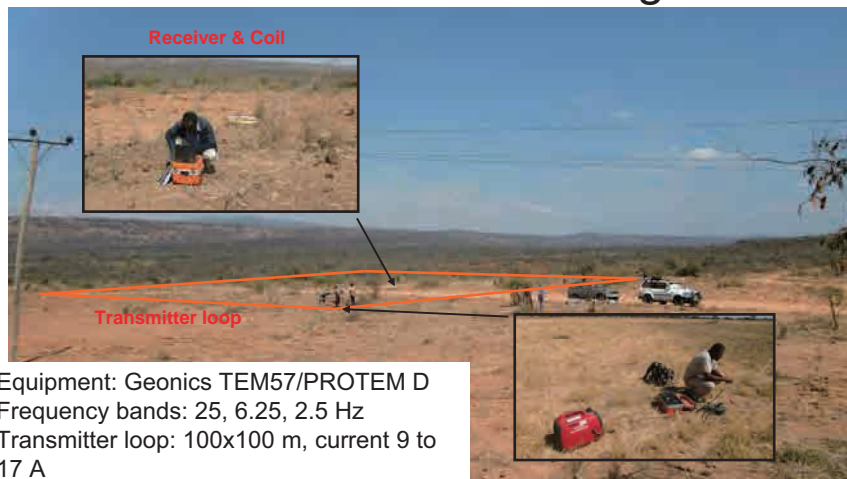 Receiver & Coil
Transmitter loop
Equipment: Geonics TEM57/PROTEM D
Frequency bands: 25, 6.25, 2.5 Hz
Transmitter loop: 100x100 m, current 9 to
17 A